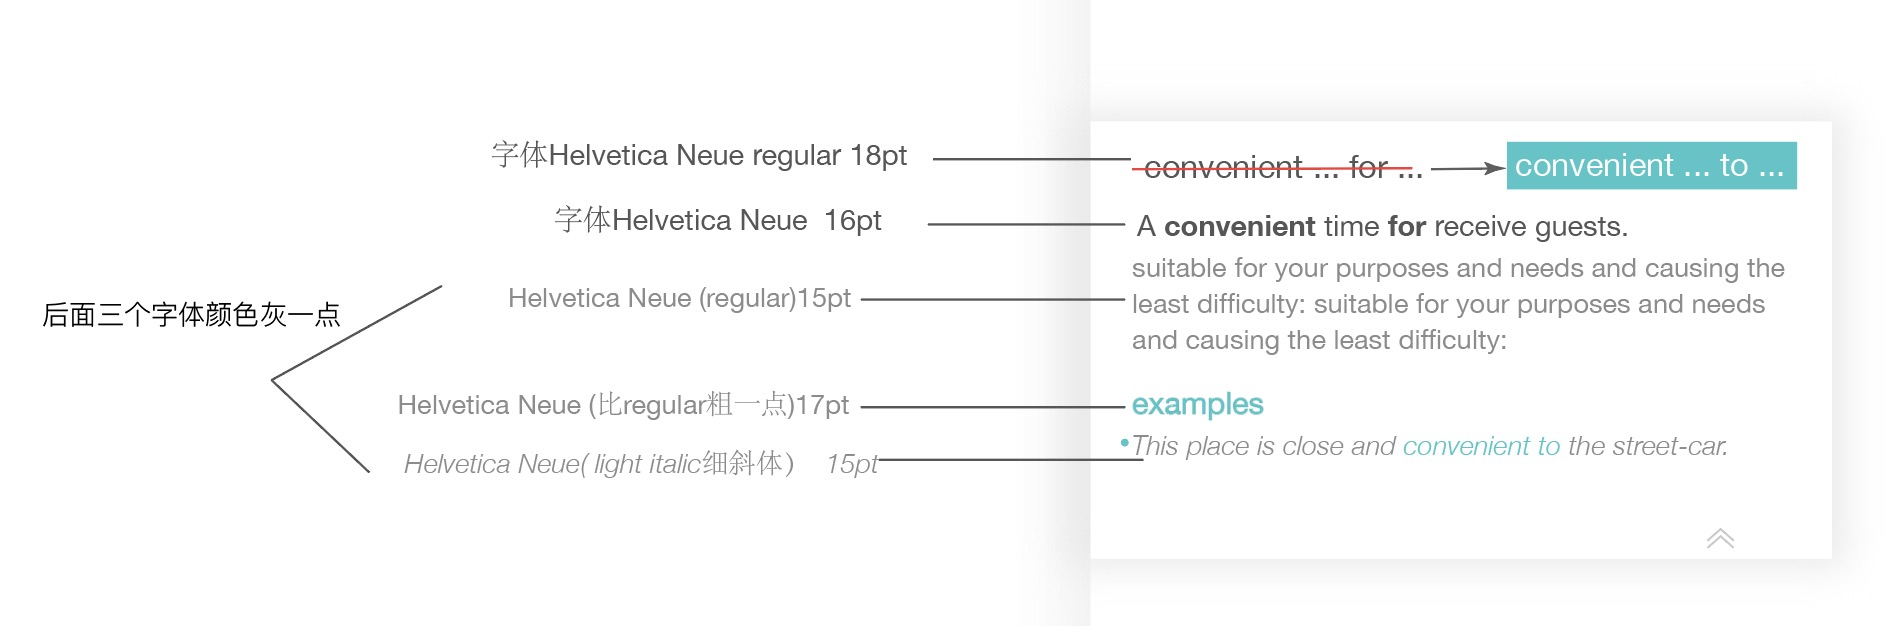 字体Helvetica Neue regular 18pt
convenient ... for ...
convenient ... to ...
字体Helvetica Neue 16pt
A convenient time for receive guests.
后面三个字体颜色灰一点
Helvetica Neue (regular)15pt
suitable for your purposes and needs and causing the
least difficulty: suitable for your purposes and needs
and causing the least difficulty:
Helvetica Neue (比regular粗一点)17pt
examples
Helvetica Neue( light italic细斜体） 15pt
•This place is close and convenient to the street-car.